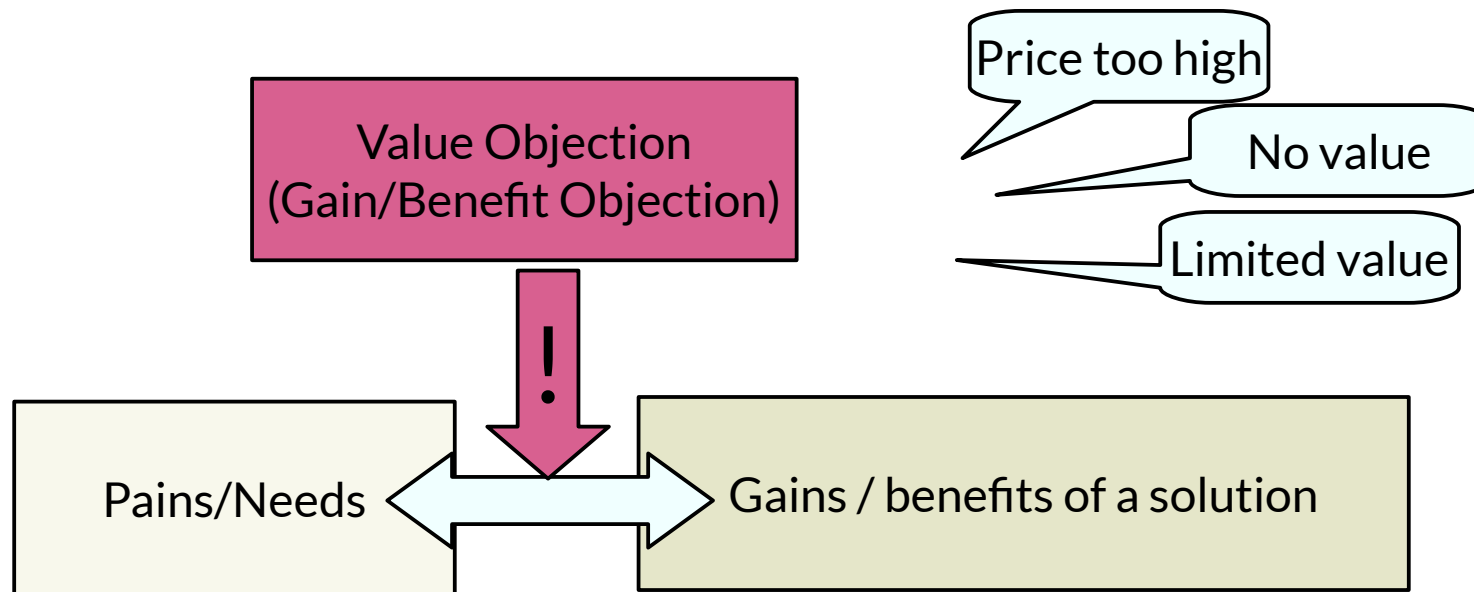 Price too high
Value Objection
(Gain/Benefit Objection)
No value
Limited value
!
Pains/Needs
Gains / benefits of a solution